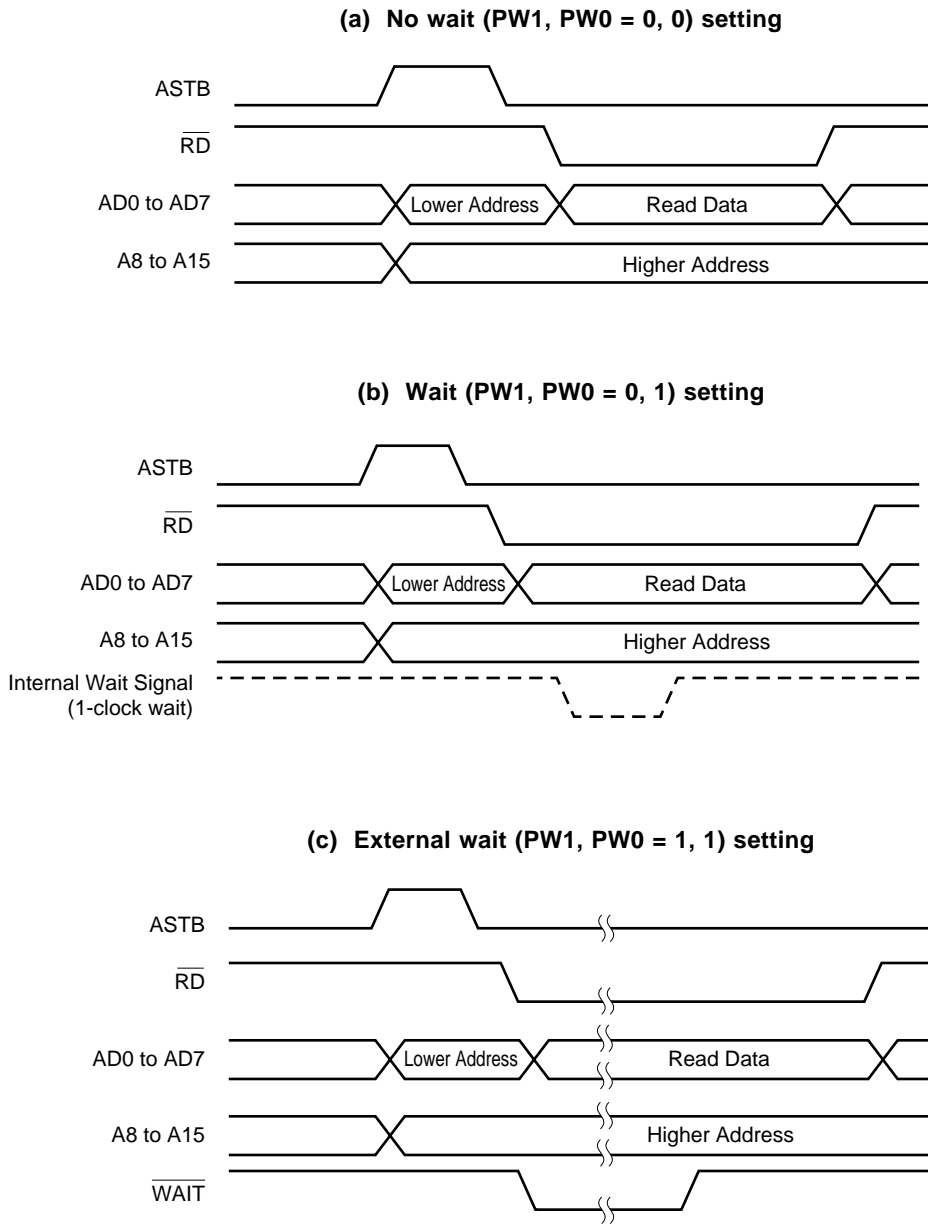 (a) No wait (PW1, PW0 = 0, 0) setting
ASTB
RD
AD0 to AD7
Lower Address
Read Data
A8 to A15
Higher Address
(b) Wait (PW1, PW0 = 0, 1) setting
ASTB
RD
AD0 to AD7
Lower Address
Read Data
A8 to A15
Higher Address
Internal Wait Signal
(1-clock wait)
(c) External wait (PW1, PW0 = 1, 1) setting
ASTB
RD
AD0 to AD7
Lower Address
Read Data
A8 to A15
Higher Address
WAIT